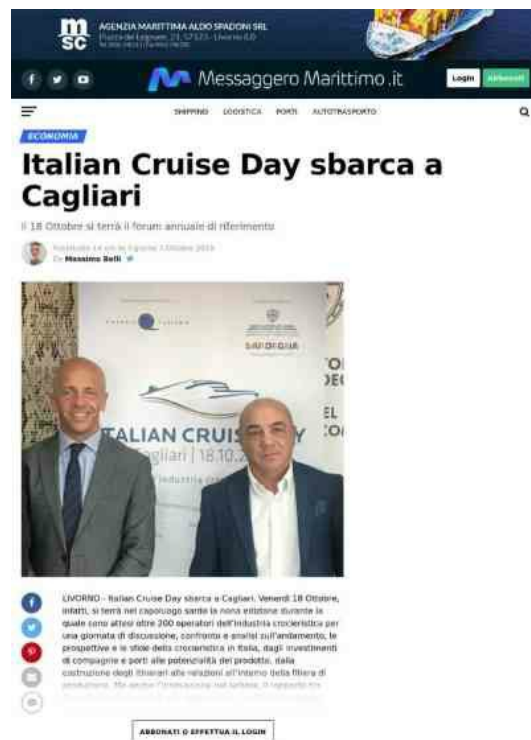 msc
AGENZIA MARITTIMA ALDO SPADONI SRL
Messaggero Marittimo.it
Login
Abbonati
SHIPPING LOGISTICA PORTI AUTOTRASPORTO
ECONOMIA
Italian Cruise Day sbarca a
Cagliari
Il 18 Ottobre si terrà il forum annuale di riferimento
Da Massimo Belli
SARDEGNA
ITALIAN CRUISE DAY
Cagliari | 18.10.2
LIVORNO - Italian Cruise Day sbarca a Cagliari. Venerdì 18 Ottobre,
infatti, si terrà nel capoluogo sardo la nona edizione durante la
quale sono attesi oltre 200 operatori dell'industria crocieristica per
una giornata di discussione, confronto e analisi sull'andamento, le
prospettive e le sfide della crocieristica in Italia, dagli investimenti
di compagnie e porti alle potenzialità del prodotto, dalla
costruzione degli itinerari alle relazioni all'interno della filiera di
ABBONATI O EFFETTUA IL LOGIN